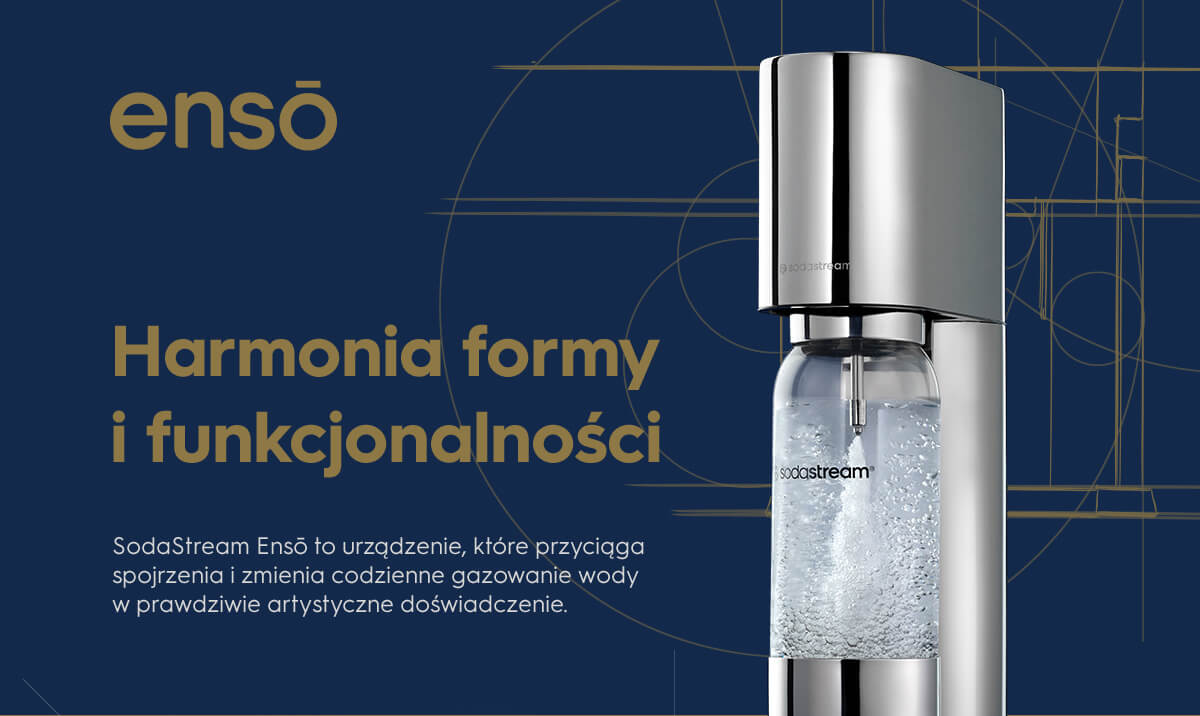 ensō
Harmonia formy
i funkcjonalności
SodaStream Ensō to urządzenie, które przyciąga
spojrzenia i zmienia codzienne gazowanie wody
w prawdziwie artystyczne doświadczenie.
sodastream
sodastream®